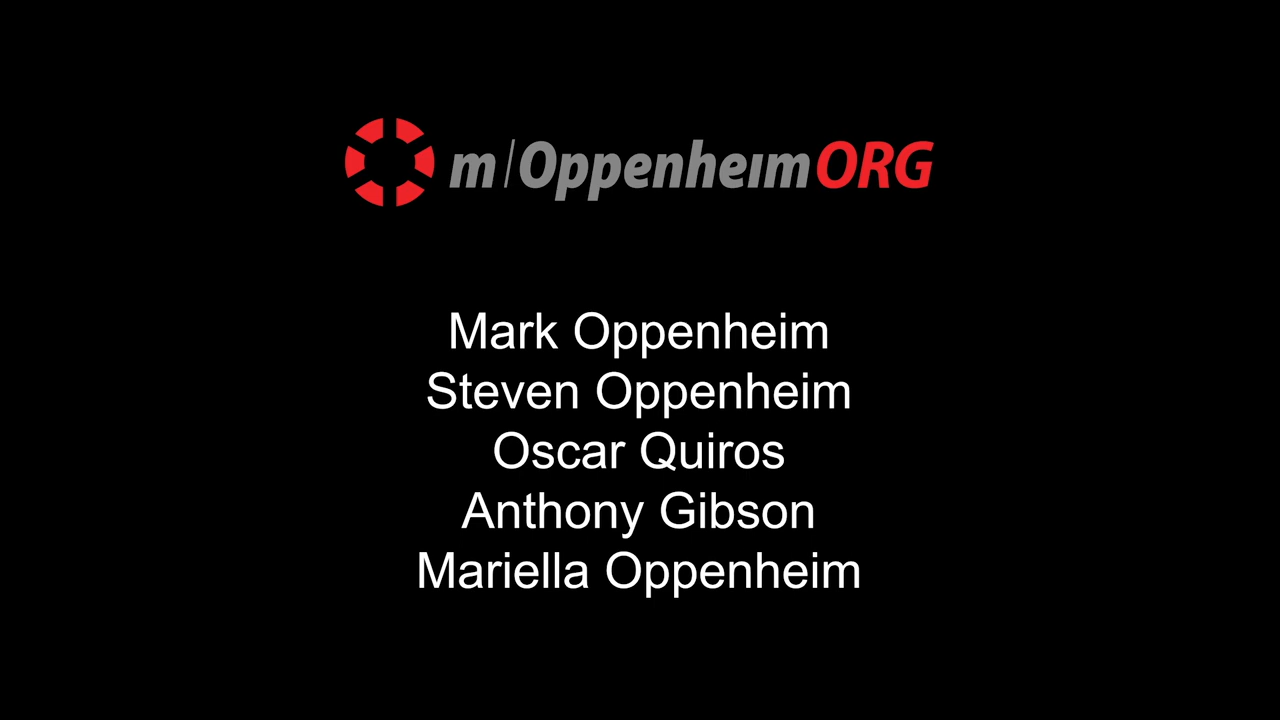 m/OppenheimORG
Mark Oppenheim
Steven Oppenheim
Oscar Quiros
Anthony Gibson
Mariella Oppenheim